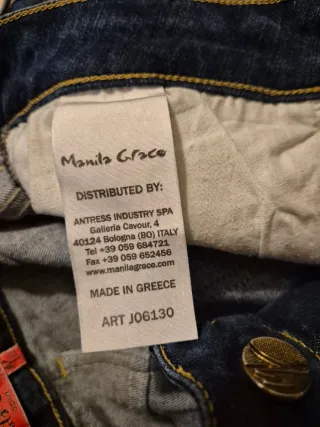 Manila Grace
DISTRIBUTED BY:
ANTRESS INDUSTRY SPA
Galleria Cavour, 4
40124 Bologna (BO) ITALY
Tel +39 059 684721
Fax +39 059 652456
www.manilagrace.com
MADE IN GREECE
ART J06130